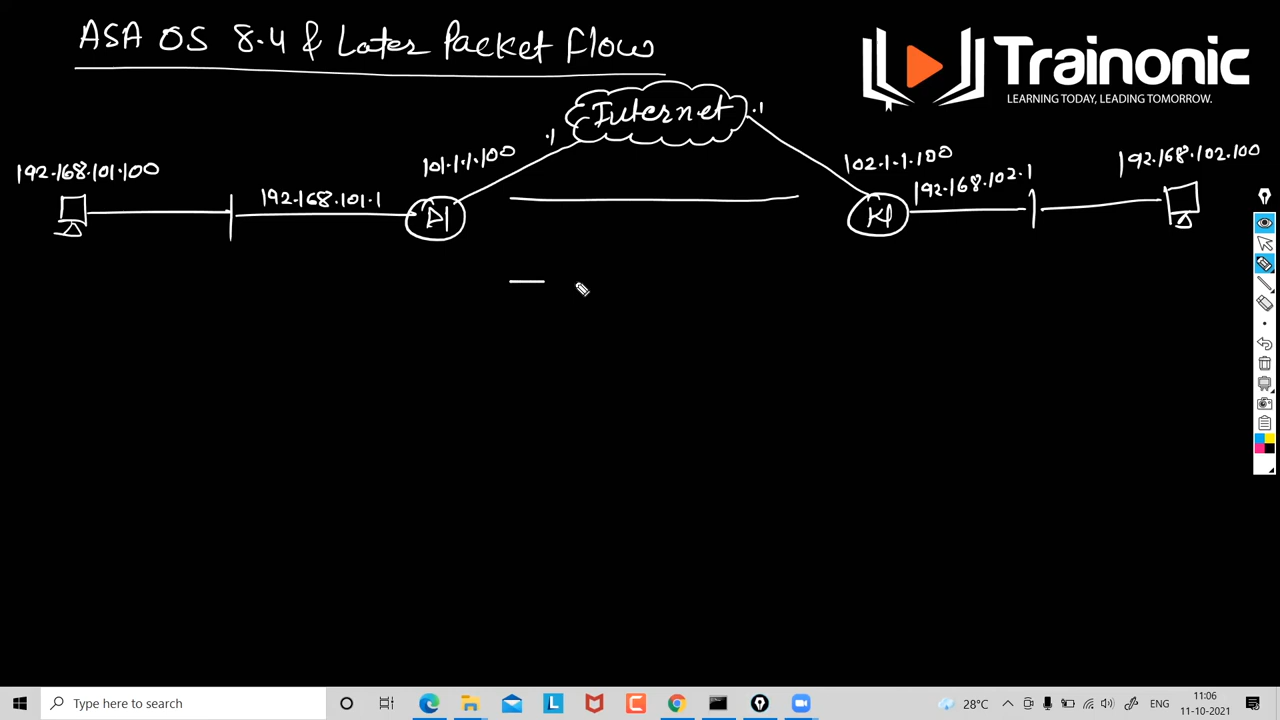 ASA OS 8.4 & Later Packet Flow
Trainonic
LEARNING TODAY, LEADING TOMORROW.
Internet
.1
.1
101.1.1.100
102.1.1.100
192.168.101.100
192.168.102.100
192.168.101.1
192.168.102.1
Type here to search
L
28°C
ENG
11:06
11-10-2021